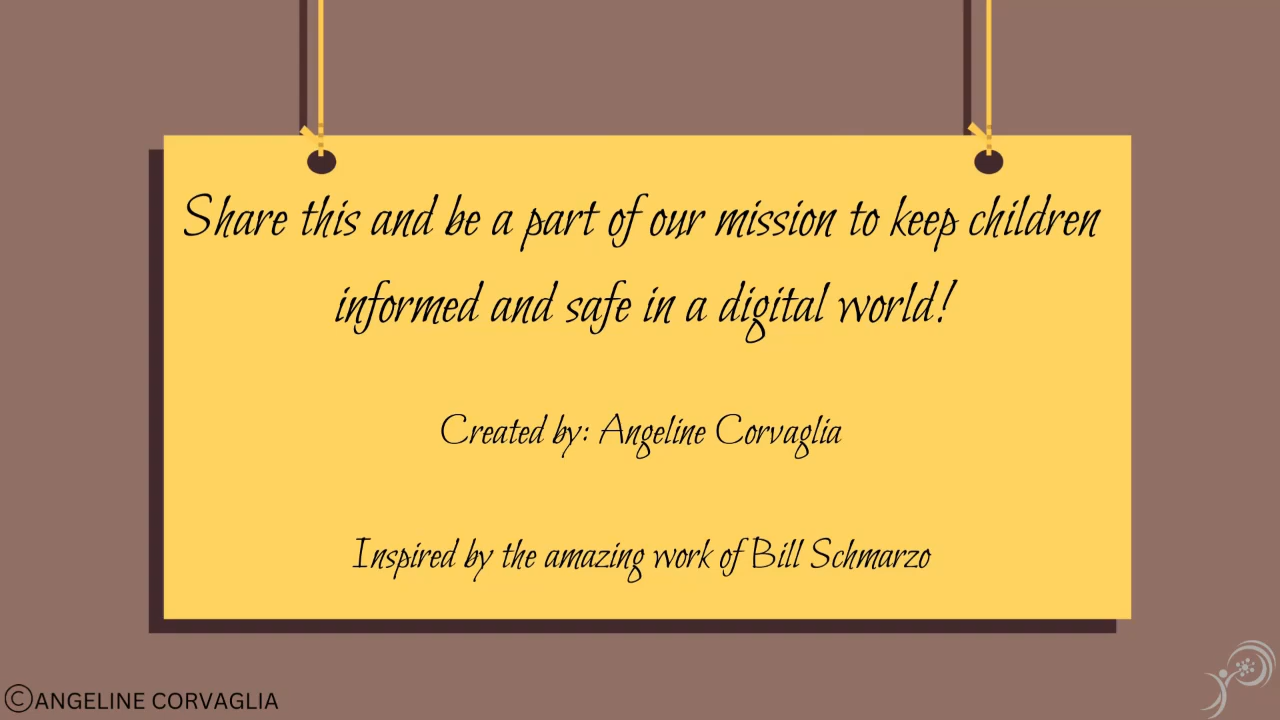 Share this and be a part of our mission to keep children
informed and safe in a digital world!
Created by: Angeline Corvaglia
Inspired by the amazing work of Bill Schmarzo
©ANGELINE CORVAGLIA